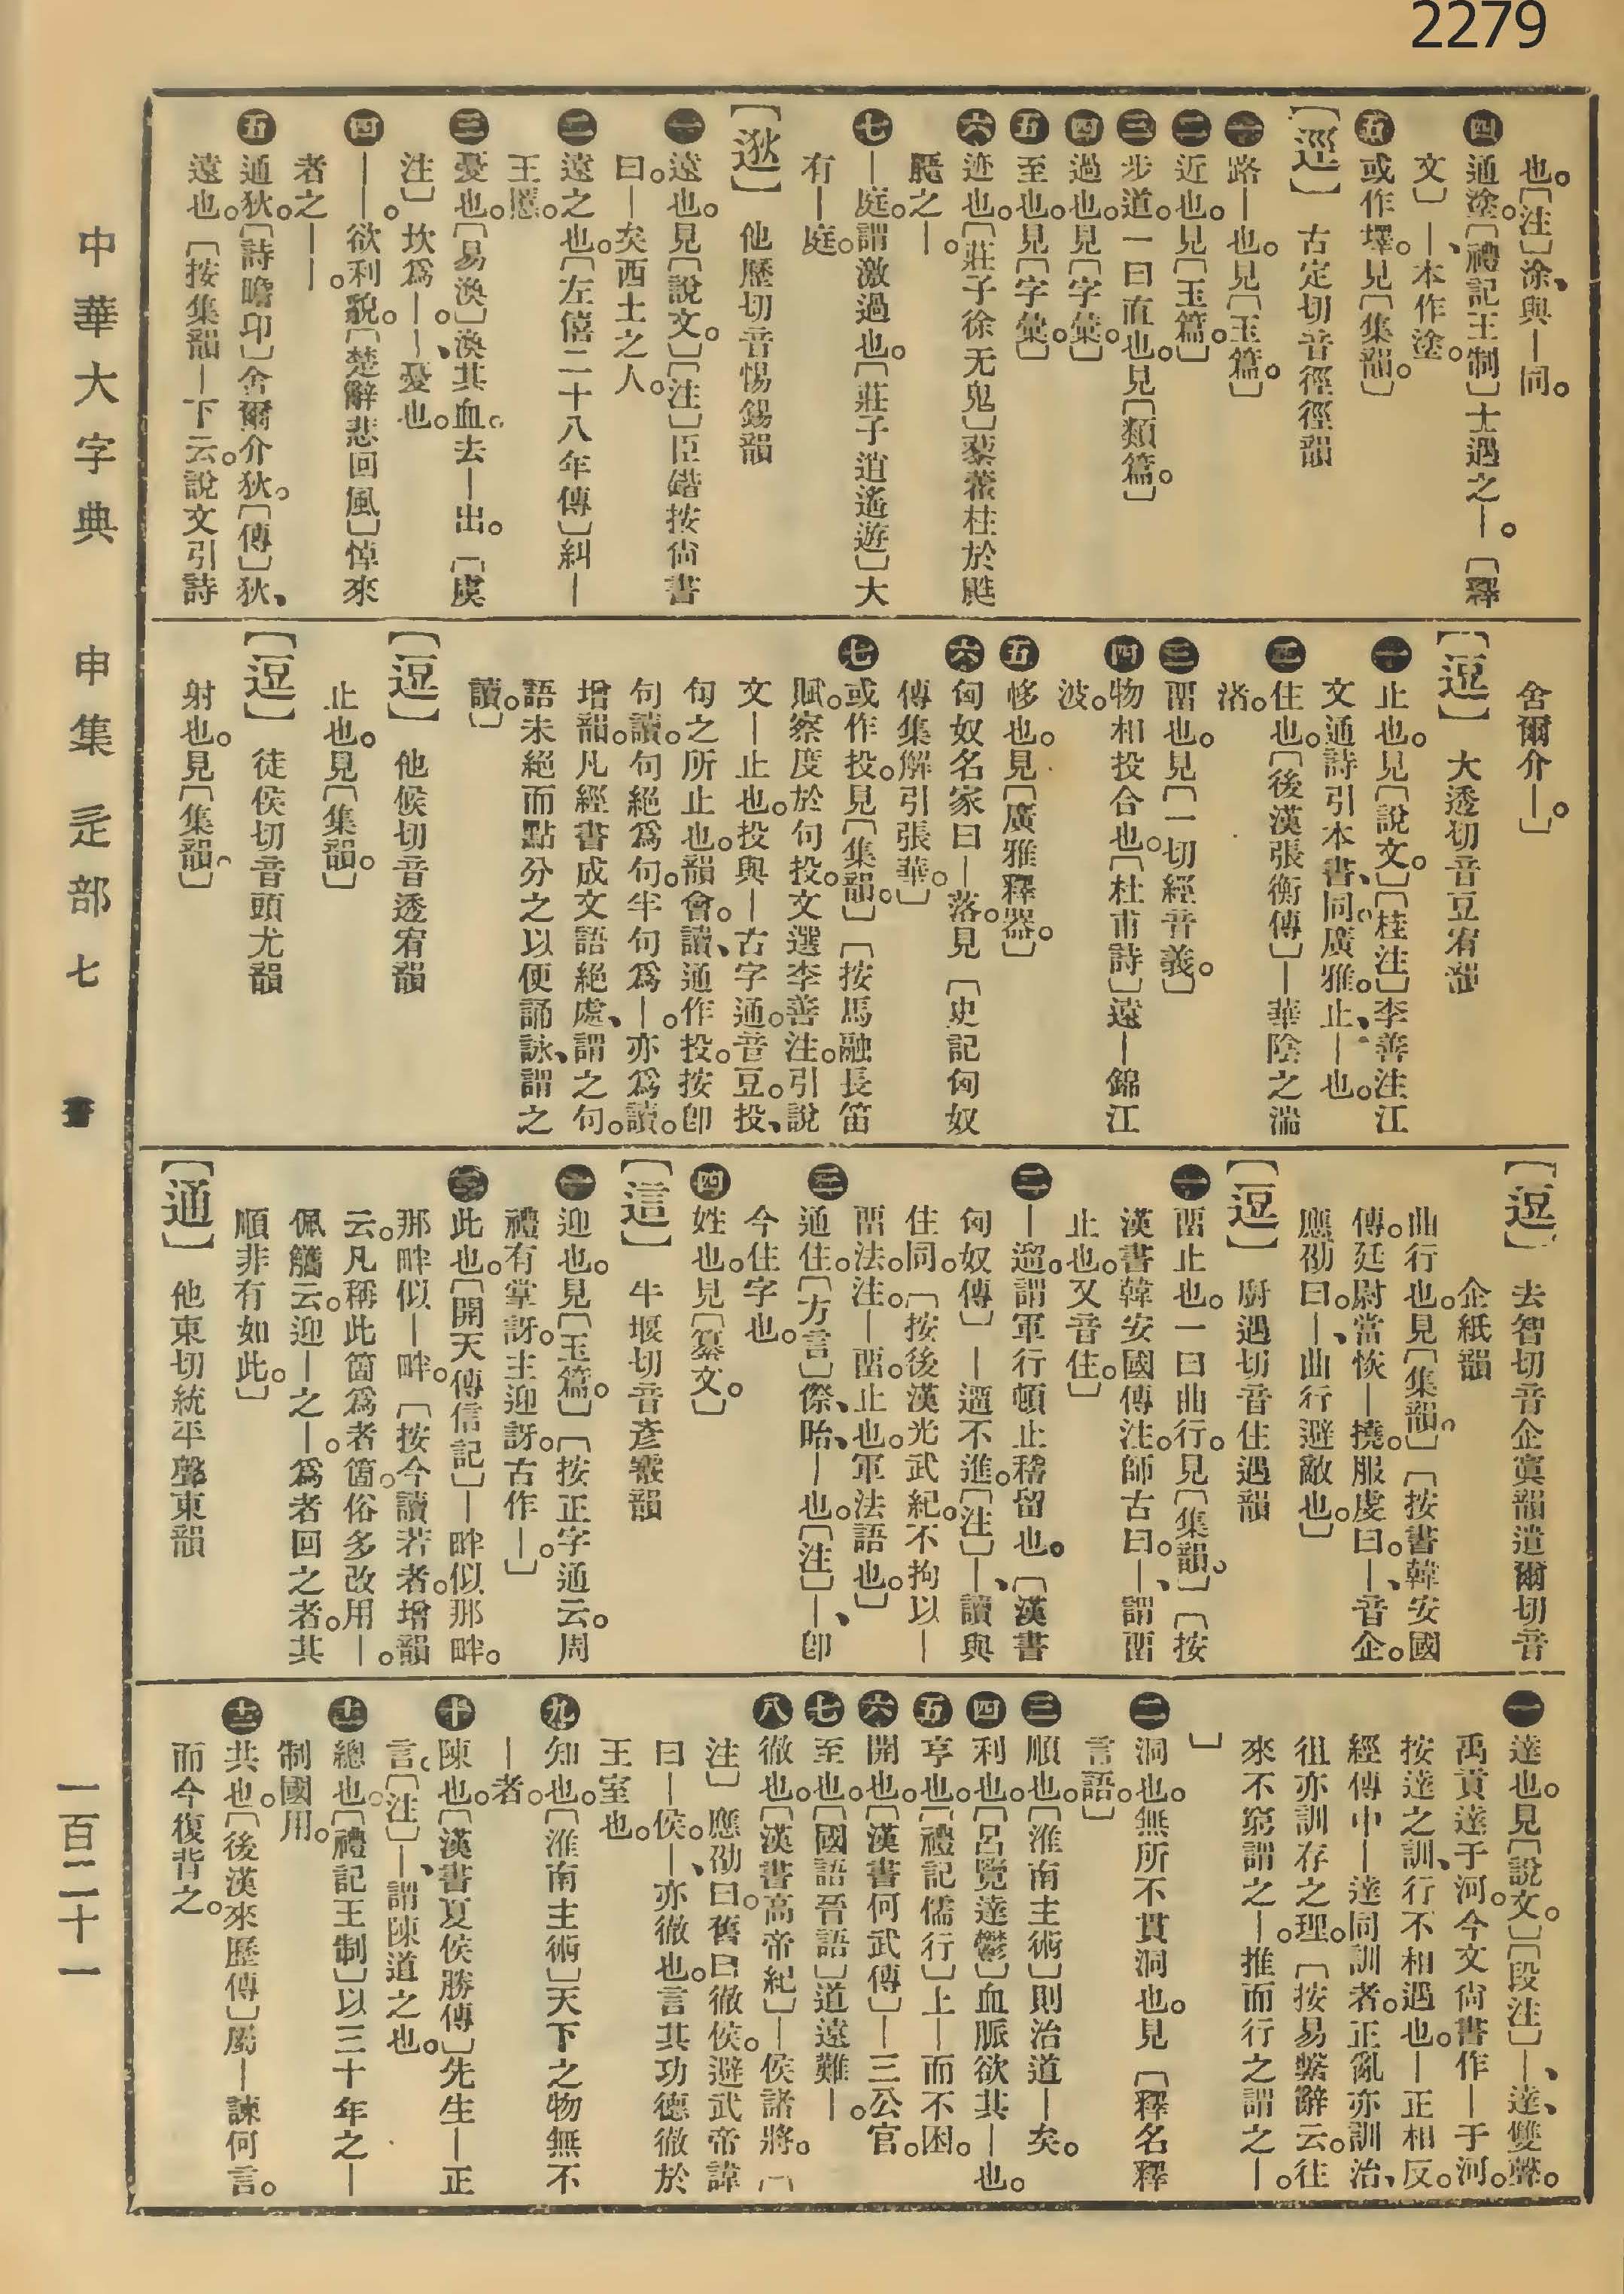 2279
也。〔注〕涂、與—同。
四 通塗。〔禮記王制〕士遇之—。〔釋
文〕—、本作塗。
五 或作墿。見〔集韻。〕
〔逕〕 古定切音徑徑韻
一 路—也。見〔玉篇。〕
二 近也。見〔玉篇。〕
三 步道。一曰直也。見〔類篇。〕
四 過也。見〔字彙。〕
五 至也。見〔字彙。〕
六 迹也。〔莊子徐无鬼〕藜藋柱於鼪
鼬之—。
七 —庭。謂激過也。〔莊子逍遙遊〕大
有—庭。
〔逖〕 他歷切音惕錫韻
一 遠也。見〔說文。〕〔注〕臣鍇按尙書
曰。—矣西土之人。
二 遠之也。〔左僖二十八年傳〕糾—
王慝。
三 憂也。〔易渙〕渙其血。去—出。〔虞
注〕坎爲—。—、憂也。
四 ——。欲利貌。〔楚辭悲回風〕悼來
者之——。
五 通狄。〔詩瞻卬〕舍爾介狄。〔傳〕狄、
遠也。〔按集韻—下云。說文引詩
舍爾介—。〕
〔逗〕 大透切音豆宥韻
一 止也。見〔說文。〕〔桂注〕李善注江
文通詩引本書、同。廣雅。止、—也。
二 住也。〔後漢張衡傳〕—華陰之湍
渚。
三 畱也。見〔一切經音義。〕
四 物相投合也。〔杜甫詩〕遠—錦江
波。
五 㢋也。見〔廣雅釋器。〕
六 匈奴名冢曰—落。見〔史記匈奴
傳集解引張華。〕
七 或作投。見〔集韻。〕〔按馬融長笛
賦。察度於句投。文選李善注。引說
文—止也。投與—古字通。音豆。投、
句之所止也。韻會。讀、通作投。按卽
句讀。句絕爲句。半句爲—。亦爲讀。
增韻。凡經書成文語絕處、謂之句。
語未絕而點分之以便誦詠、謂之
讀。〕
〔逗〕 他候切音透宥韻
止也。見〔集韻。〕
〔逗〕 徒侯切音頭尤韻
射也。見〔集韻。〕
〔逗〕 去智切音企寘韻遣爾切音
企紙韻
曲行也。見〔集韻。〕〔按書韓安國
傳。廷尉當恢—撓。服虔曰。—、音企。
應劭曰。—、曲行避敵也。〕
〔逗〕 廚遇切音住遇韻
一 畱止也。一曰曲行。見〔集韻。〕〔按
漢書韓安國傳注。師古曰。—、謂畱
止也。又音住。〕
二 —遛。謂軍行頓止稽留也。〔漢書
匈奴傳〕—遛不進。〔注〕—、讀與
住同。〔按後漢光武紀。不拘以—
畱法。注。—畱。止也。軍法語也。〕
三 通住。〔方言〕傺、眙、—也。〔注〕—、卽
今住字也。
四 姓也。見〔纂文。〕
〔這〕 牛堰切音彥霰韻
一 迎也。見〔玉篇。〕〔按正字通云。周
禮有掌訝。主迎訝。古作—。〕
二 此也。〔開天傳信記〕—畔似那畔。
那畔似—畔。〔按今讀若者。增韻
云。凡稱此箇爲者箇。俗多改用—。
佩觿云。迎—之—。爲者回之者。其
順非有如此。〕
〔通〕 他東切統平聲東韻
一 達也。見〔說文。〕〔段注〕—、達、雙聲。
禹貢達于河。今文尙書作—于河。
按達之訓、行不相遇也。—正相反。
經傳中—達同訓者。正亂亦訓治、
徂亦訓存之理。〔按易繫辭云。往
來不窮謂之—。推而行之謂之—。
〕
二 洞也。無所不貫洞也。見〔釋名釋
言語。〕
三 順也。〔淮南主術〕則治道—矣。
四 利也。〔呂覽達鬱〕血脈欲其—也。
五 亨也。〔禮記儒行〕上—而不困。
六 開也。〔漢書何武傳〕—三公官。
七 至也。〔國語晉語〕道遠難—。
八 徹也。〔漢書高帝紀〕—侯諸將。〔
注〕應劭曰。舊曰徹侯。避武帝諱
曰—侯。—、亦徹也。言其功德徹於
王室也。
九 知也。〔淮南主術〕天下之物無不
—者。
十 陳也。〔漢書夏侯勝傳〕先生—正
言。〔注〕—、謂陳道之也。
十一 總也。〔禮記王制〕以三十年之—
制國用。
十二 共也。〔後漢來歷傳〕屬—諫何言。
而今復背之。
中華大字典 申集 辵部 七畫 一百二十一